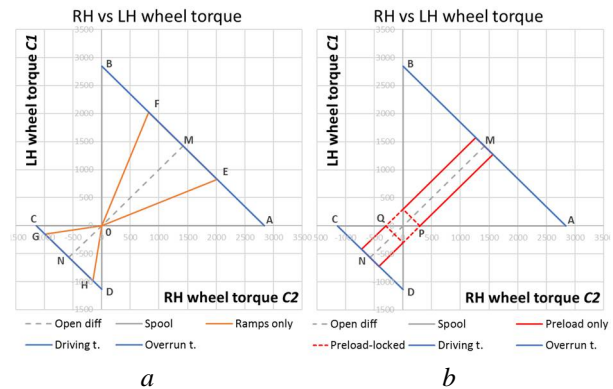 RH vs LH wheel torque
LH wheel torque C1
3500
3000
2500
2000
1500
1000
500
500
1000
1500
1500
1000
500
500
1000
1500
2000
2500
3000
3500
B
F
M
E
A
C
G
0
N
H
D
RH wheel torque C2
Open diff
Spool
Ramps only
Driving t.
Overrun t.
a
RH vs LH wheel torque
LH wheel torque C1
3500
3000
2500
2000
1500
1000
500
500
1000
1500
500
1000
500
500
1000
1500
2000
2500
3000
3500
B
M
A
C
Q
P
N
D
RH wheel torque C2
Open diff
Spool
Preload only
Preload-locked
Driving t.
Overrun t.
b